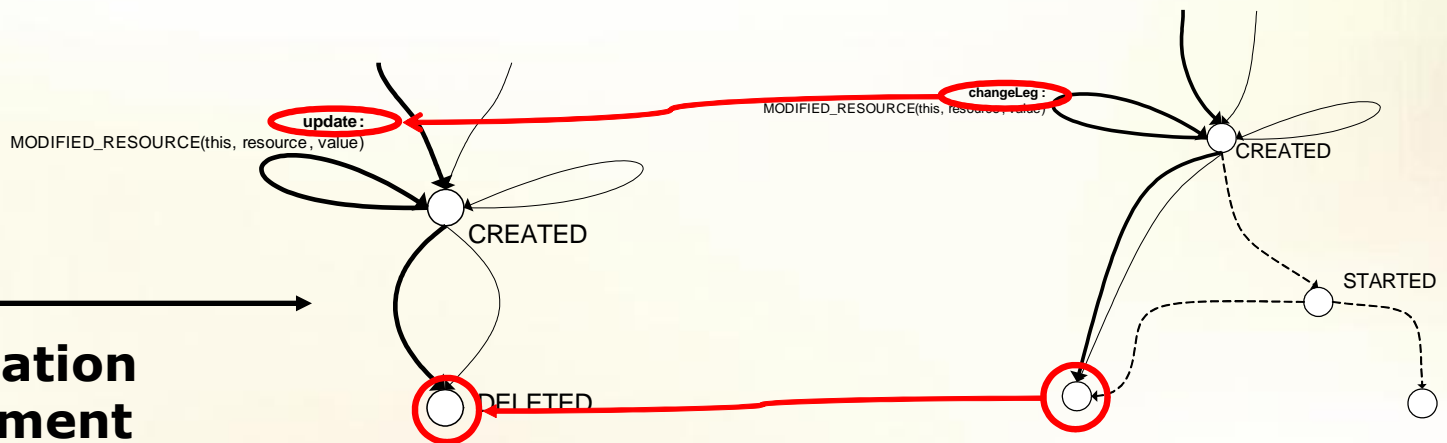 update:
MODIFIED_RESOURCE(this, resource, value)
CREATED
DELETED
ation
ment
changeLeg:
MODIFIED_RESOURCE(this, resource, value)
CREATED
STARTED